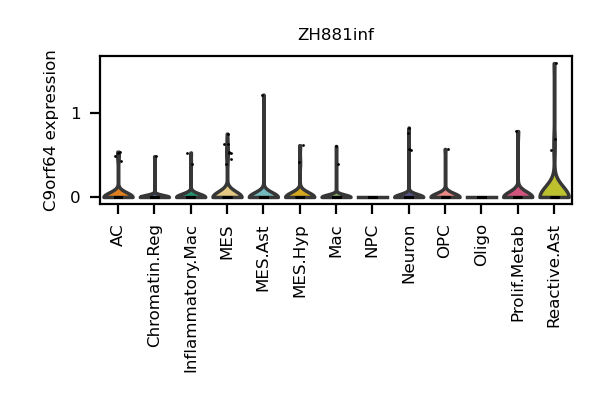 ZH881inf
C9orf64 expression
1
0
AC
Chromatin.Reg
Inflammatory.Mac
MES
MES.Ast
MES.Hyp
Mac
NPC
Neuron
OPC
Oligo
Prolif.Metab
Reactive.Ast